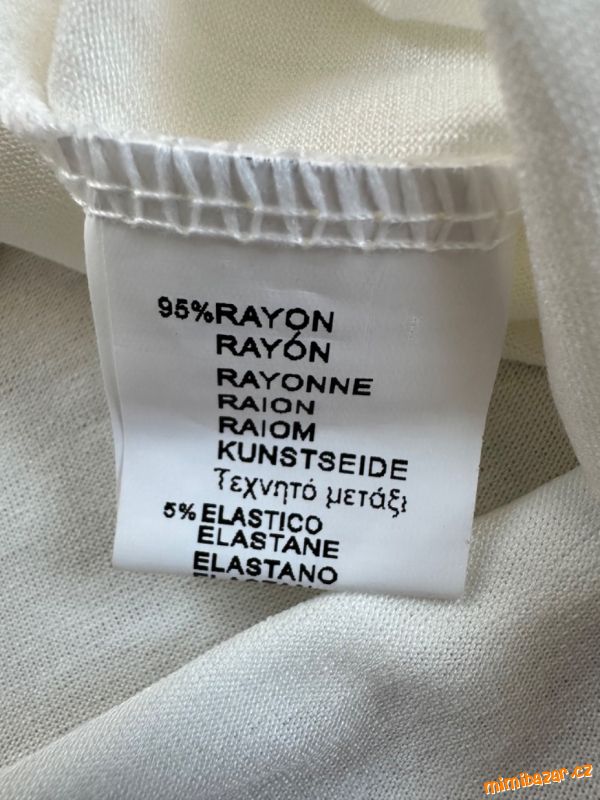 95%RAYON
RAYÓN
RAYONNE
RAION
RAIOM
KUNSTSEIDE
Τεχνητό μετάξι
5% ELASTICO
ELASTANE
ELASTANO
mimibazar.cz